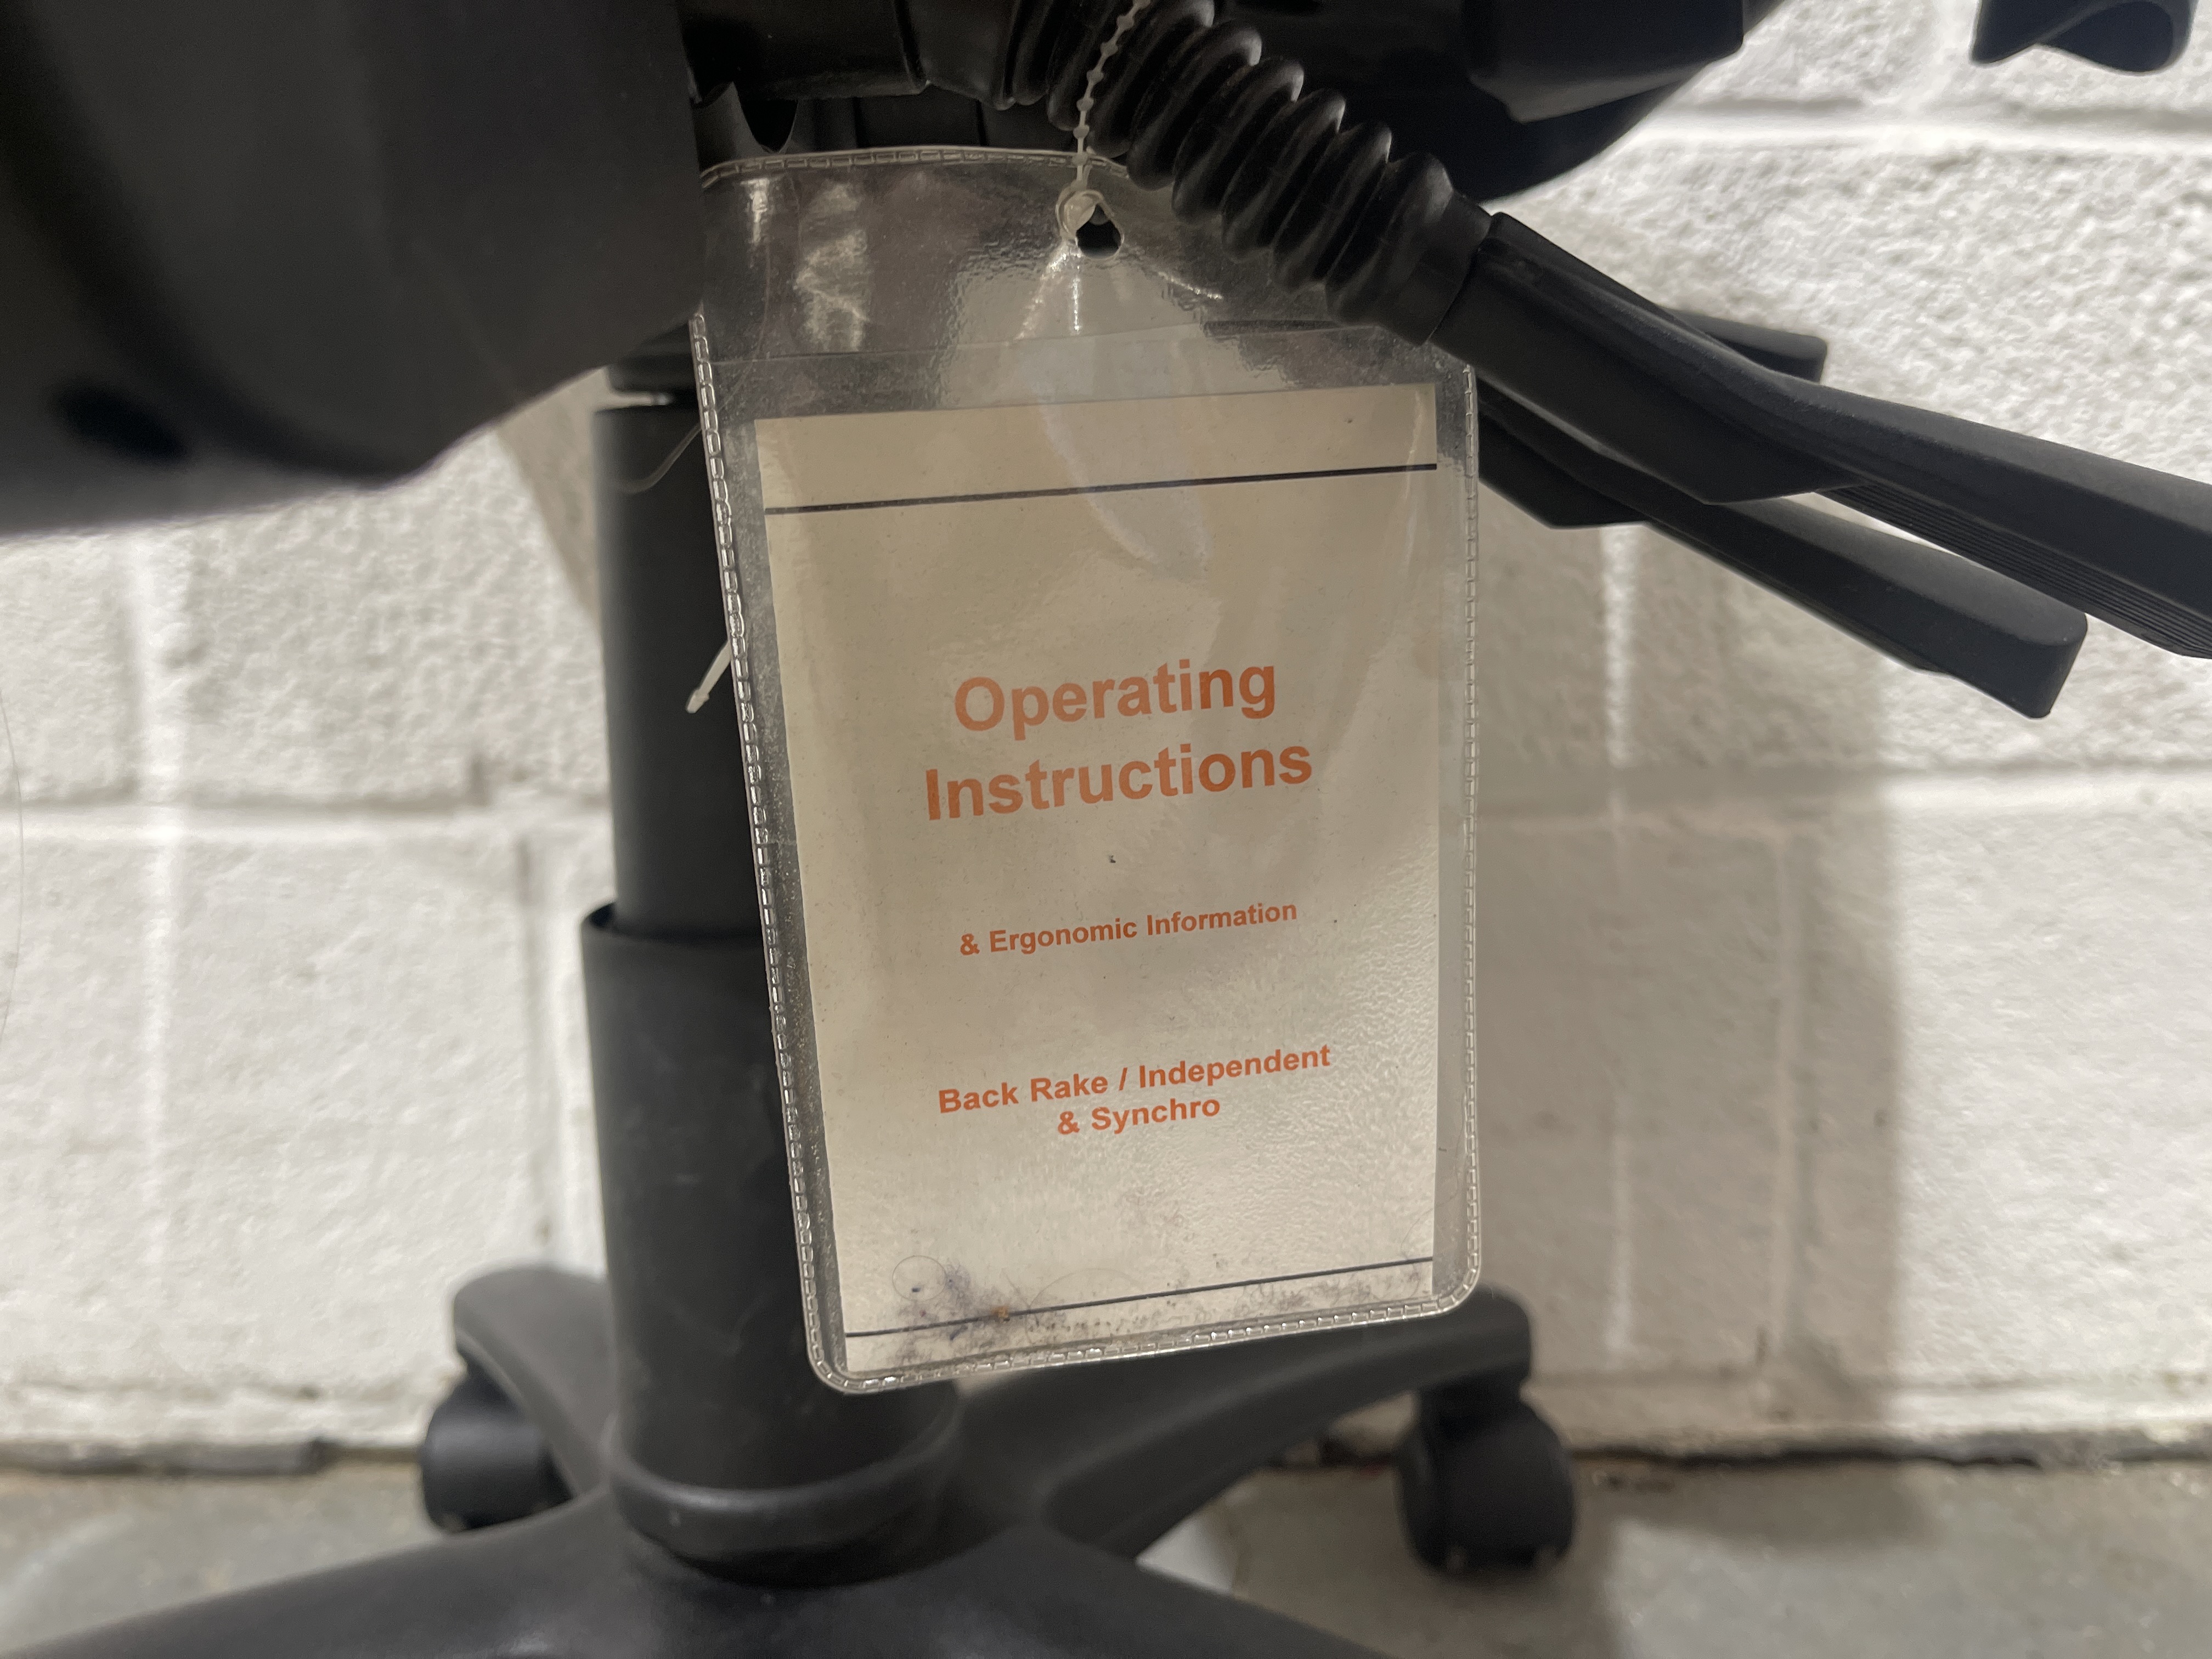 Operating
Instructions
& Ergonomic Information
Back Rake / Independent
& Synchro